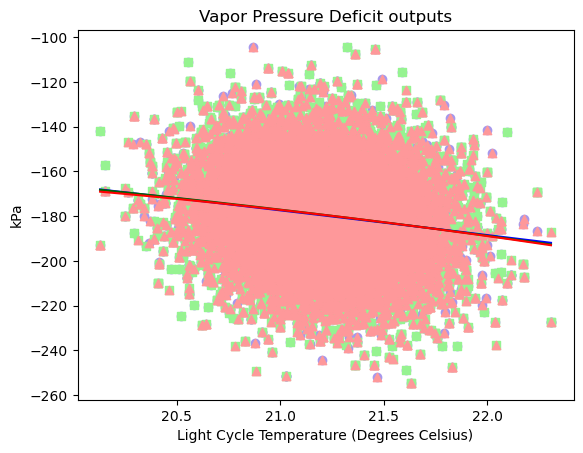 Vapor Pressure Deficit outputs
−100
−120
−140
−160
−180
−200
−220
−240
−260
kPa
20.5 21.0 21.5 22.0
Light Cycle Temperature (Degrees Celsius)